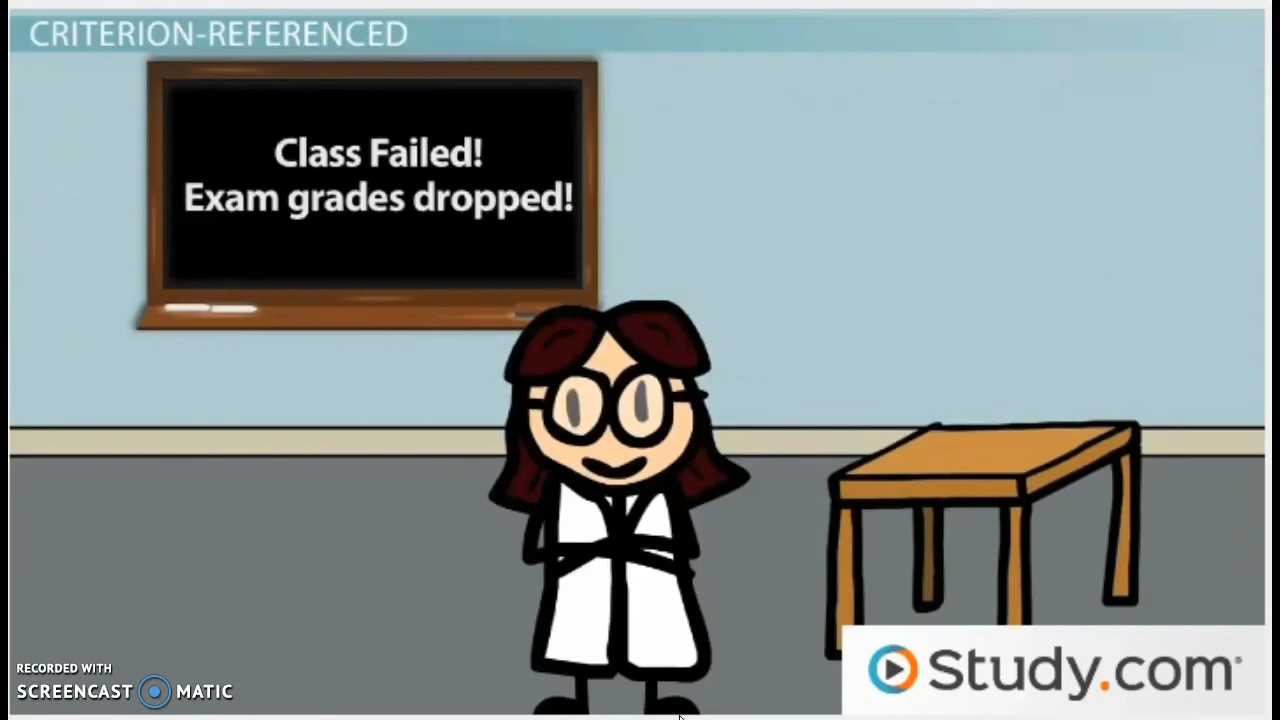 CRITERION-REFERENCED
Class Failed!
Exam grades dropped!
RECORDED WITH
SCREENCAST MATIC
Study.com